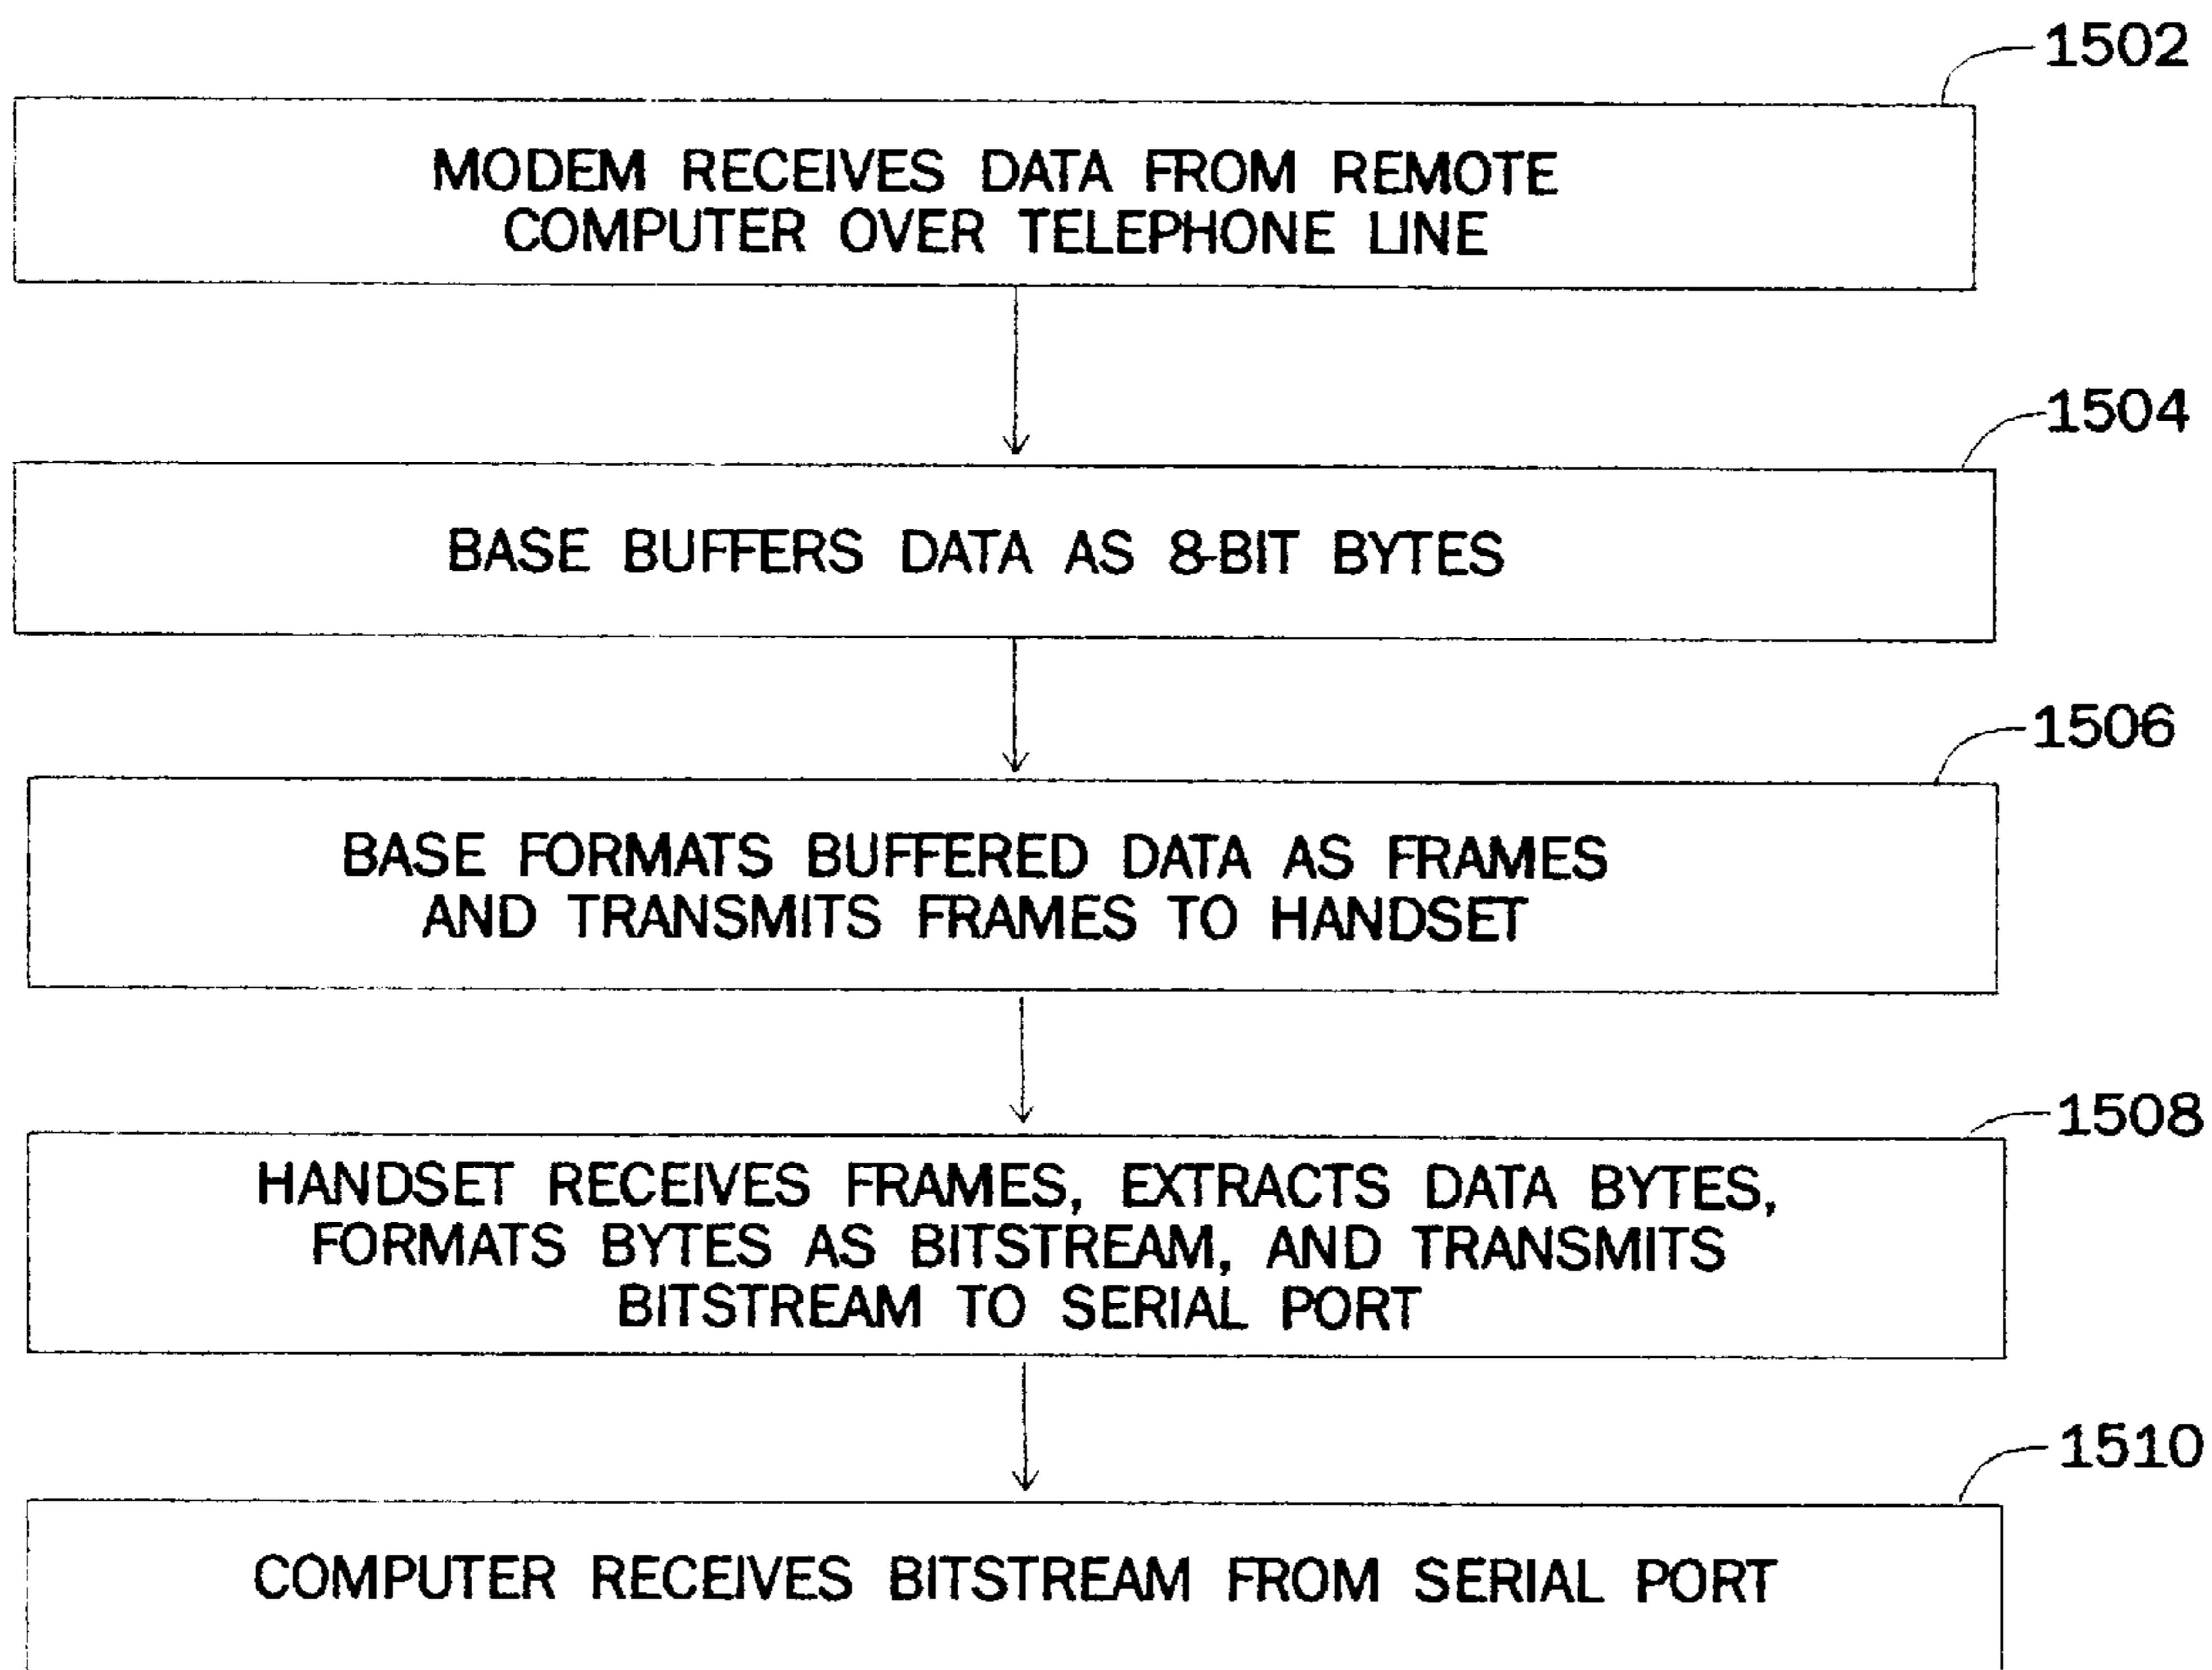 1502
MODEM RECEIVES DATA FROM REMOTE
COMPUTER OVER TELEPHONE LINE
1504
BASE BUFFERS DATA AS 8-BIT BYTES
1506
BASE FORMATS BUFFERED DATA AS FRAMES
AND TRANSMITS FRAMES TO HANDSET
1508
HANDSET RECEIVES FRAMES, EXTRACTS DATA BYTES,
FORMATS BYTES AS BITSTREAM, AND TRANSMITS
BITSTREAM TO SERIAL PORT
1510
COMPUTER RECEIVES BITSTREAM FROM SERIAL PORT